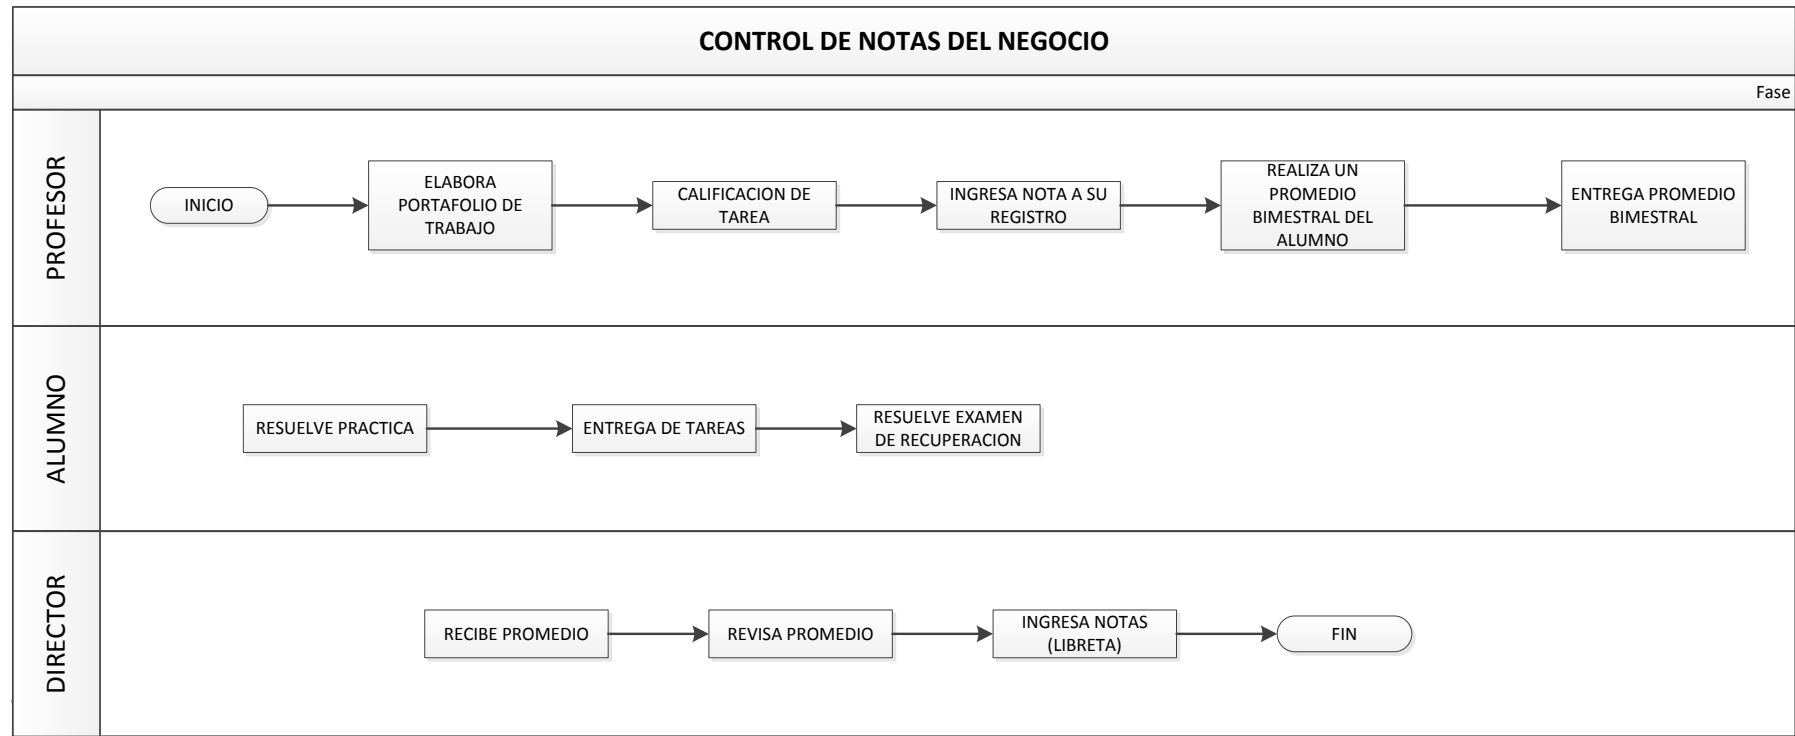 CONTROL DE NOTAS DEL NEGOCIO
Fase
PROFESOR
INICIO
ELABORA
PORTAFOLIO DE
TRABAJO
CALIFICACION DE
TAREA
INGRESA NOTA A SU
REGISTRO
REALIZA UN
PROMEDIO
BIMESTRAL DEL
ALUMNO
ENTREGA PROMEDIO
BIMESTRAL
ALUMNO
RESUELVE PRACTICA
ENTREGA DE TAREAS
RESUELVE EXAMEN
DE RECUPERACION
DIRECTOR
RECIBE PROMEDIO
REVISA PROMEDIO
INGRESA NOTAS
(LIBRETA)
FIN